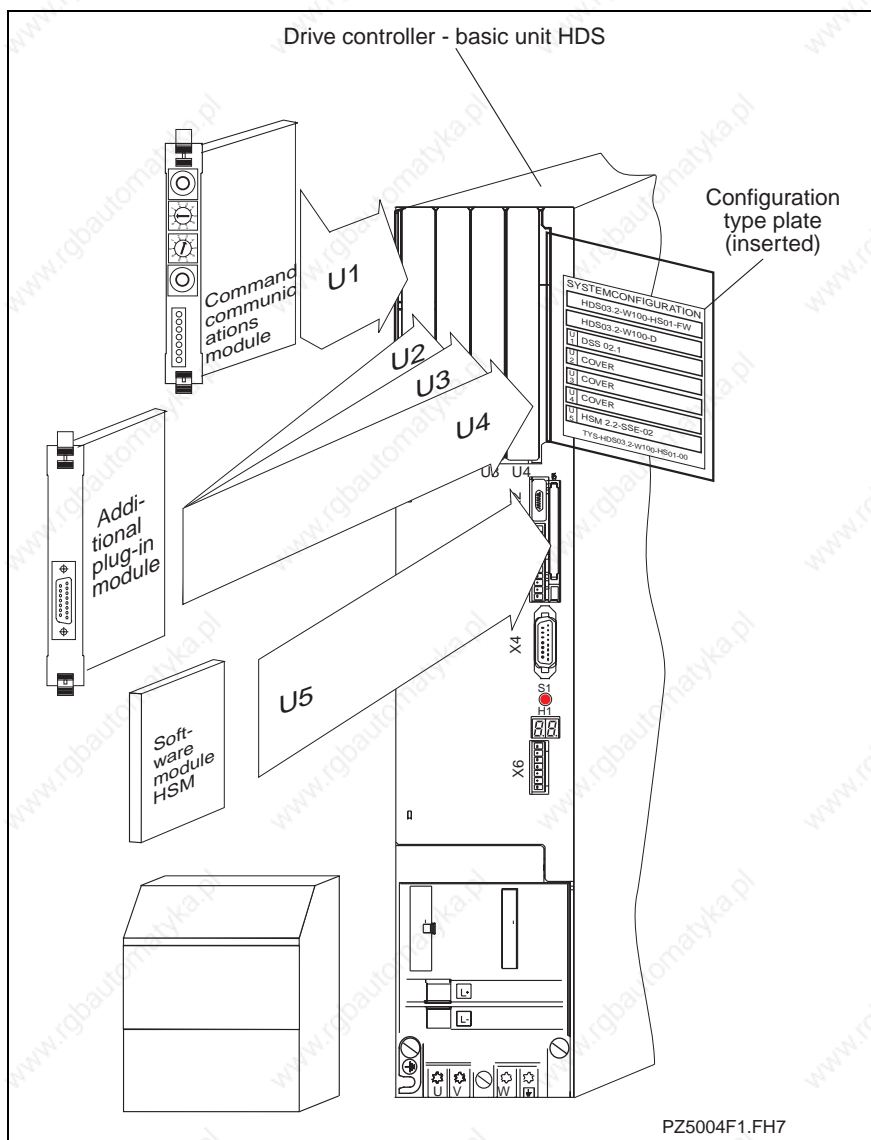 Drive controller - basic unit HDS
Configuration
type plate
(inserted)
Command
communic
ations
module
U1
U2
U3
U4
SYSTEMCONFIGURATION
HDS03.2-W100-HS01-FW
HDS03.2-W100-D
U1 DSS 02.1
U2 COVER
U3 COVER
U4 COVER
U5 HSM 2.2-SSE-02
TYS-HDS03.2-W100-HS01-00
U3 U4
Addi-
tional
plug-in
module
X4
S1
H1
X6
U5
Soft-
ware
module
HSM
L+
L-
U V W
PZ5004F1.FH7
www.rgbautomatyka.pl